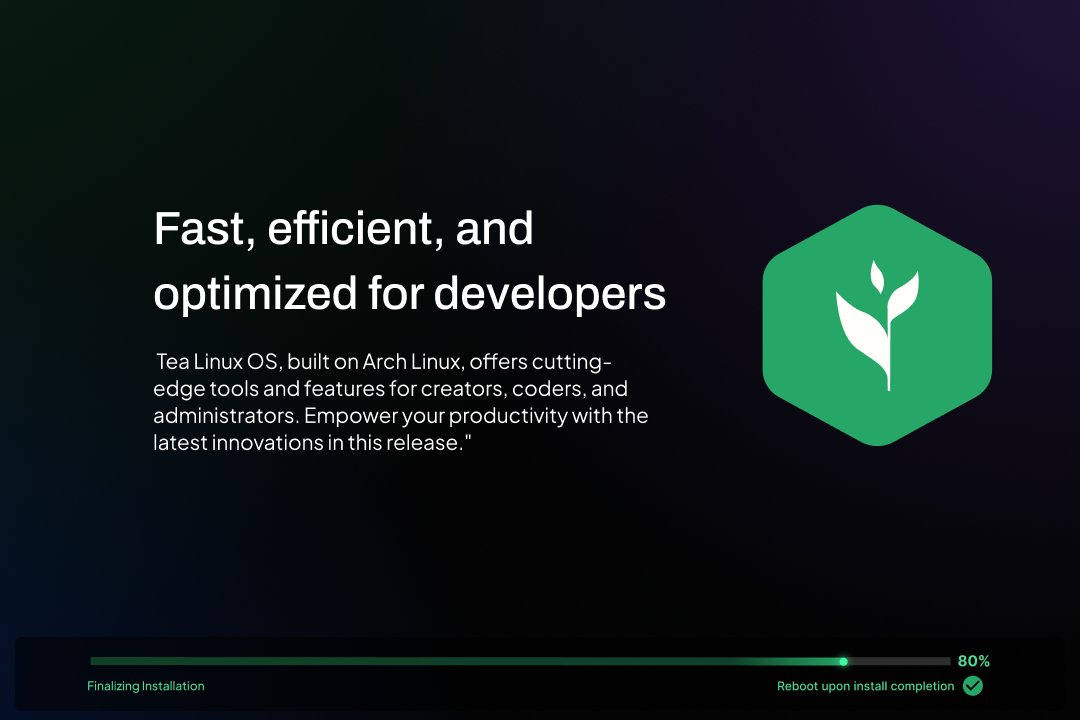 Fast, efficient, and
optimized for developers
Tea Linux OS, built on Arch Linux, offers cutting-
edge tools and features for creators, coders, and
administrators. Empower your productivity with the
latest innovations in this release."
80%
Finalizing Installation
Reboot upon install completion